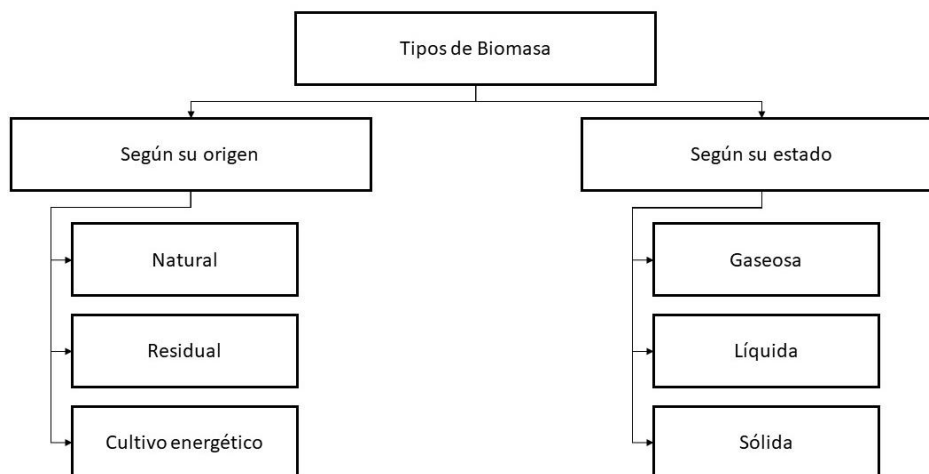 Tipos de Biomasa
Según su origen
Según su estado
Natural
Gaseosa
Residual
Líquida
Cultivo energético
Sólida